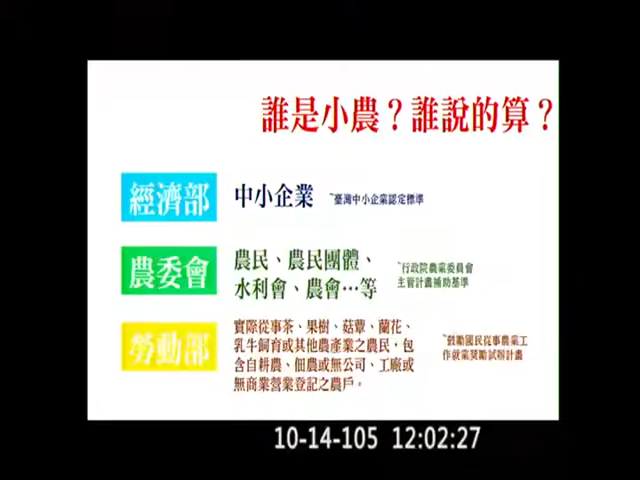 誰是小農？誰說的算？
經濟部
中小企業
~臺灣中小企業認定標準
農委會
農民、農民團體、
水利會、農會…等
~行政院農業委員會
主管計畫補助基準
勞動部
實際從事茶、果樹、菇蕈、蘭花、
乳牛飼育或其他農產業之農民，包
含自耕農、佃農或無公司、工廠或
無商業營業登記之農戶。
~鼓勵國民從事農業工
作就業獎勵試辦計畫
10-14-105 12:02:27